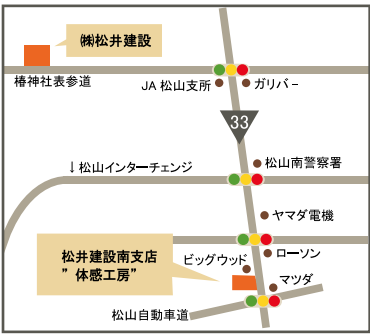 ㈱松井建設
椿神社表参道
JA 松山支所
ガリバ－
33
↓松山インターチェンジ
松山南警察署
ヤマダ電機
松井建設南支店
”体感工房”
ビッグウッド
ローソン
マツダ
松山自動車道